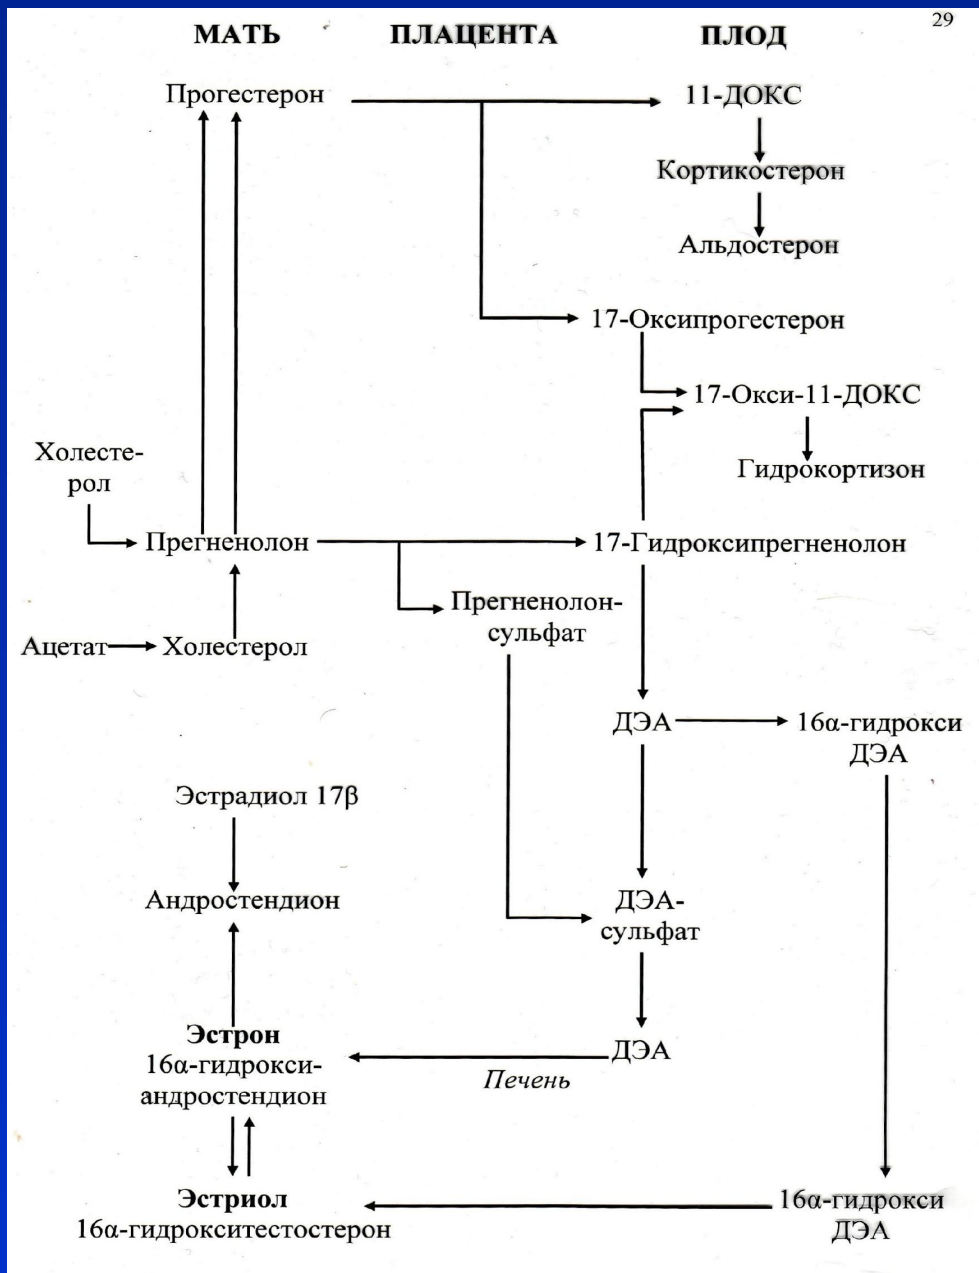 29
МАТЬ ПЛАЦЕНТА ПЛОД
Прогестерон 11-ДОКС
Кортикостерон
Альдостерон
17-Оксипрогестерон
17-Окси-11-ДОКС
Холесте-
рол
Гидрокортизон
Прегненолон 17-Гидроксипрегненолон
Прегненолон-
сульфат
Ацетат Холестерол
ДЭА 16α-гидрокси
ДЭА
Эстрадиол 17β
Андростендион
ДЭА-
сульфат
Эстрон
16α-гидрокси-
андростендион
ДЭА
Печень
Эстриол
16α-гидрокситестостерон
16α-гидрокси
ДЭА